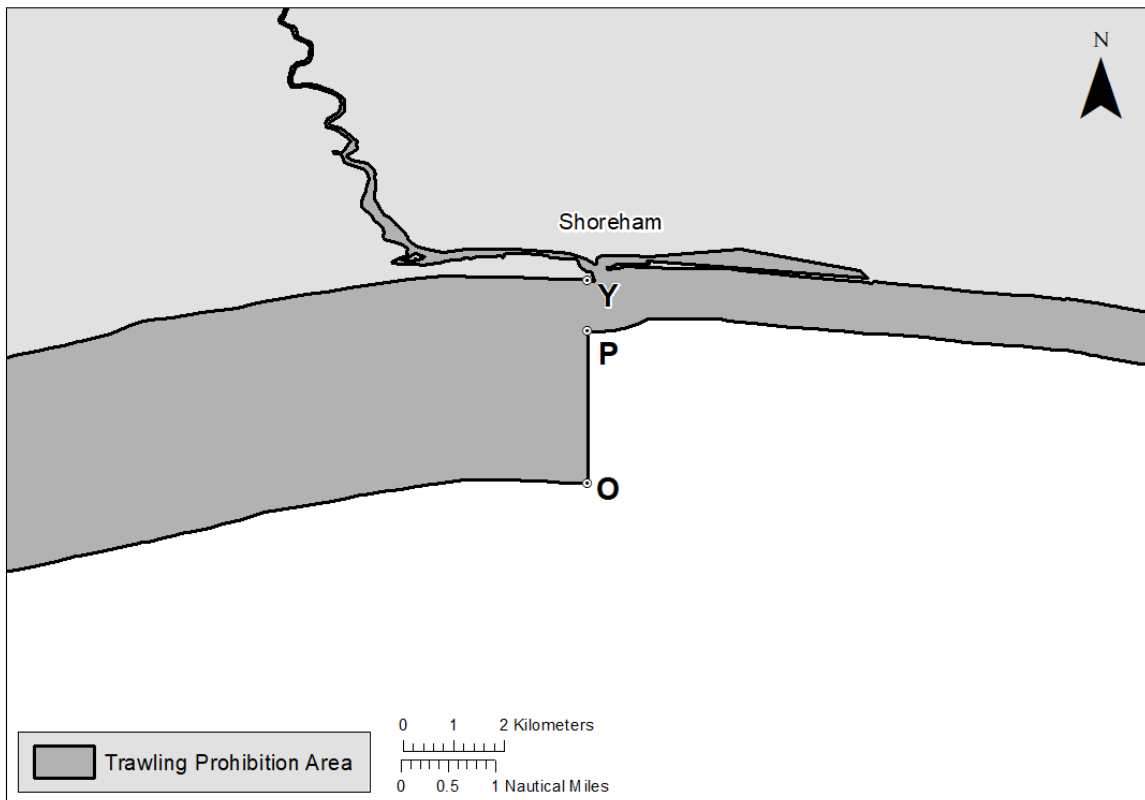 N
Shoreham
Y
P
O
0 1 2 Kilometers
Trawling Prohibition Area
0 0.5 1 Nautical Miles